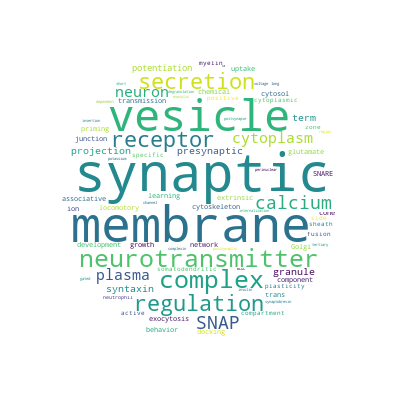 myelin
potentiation uptake
secretion
neuron chemical
cytosol
transmission cytoplasmic
vesicle
priming term
junction receptor cytoplasm zone
projection presynaptic glutamate
specific
synaptic
SNARE
learning extrinsic calcium
associative
ion locomotory cytoskeleton
membrane
sheath
development growth network Golgi fusion
neurotransmitter
somatodendritic tertiary
plasma complex granule
component
plasticity
syntaxin trans
neutrophil regulation
exocytosis compartment
active SNAP
behavior docking